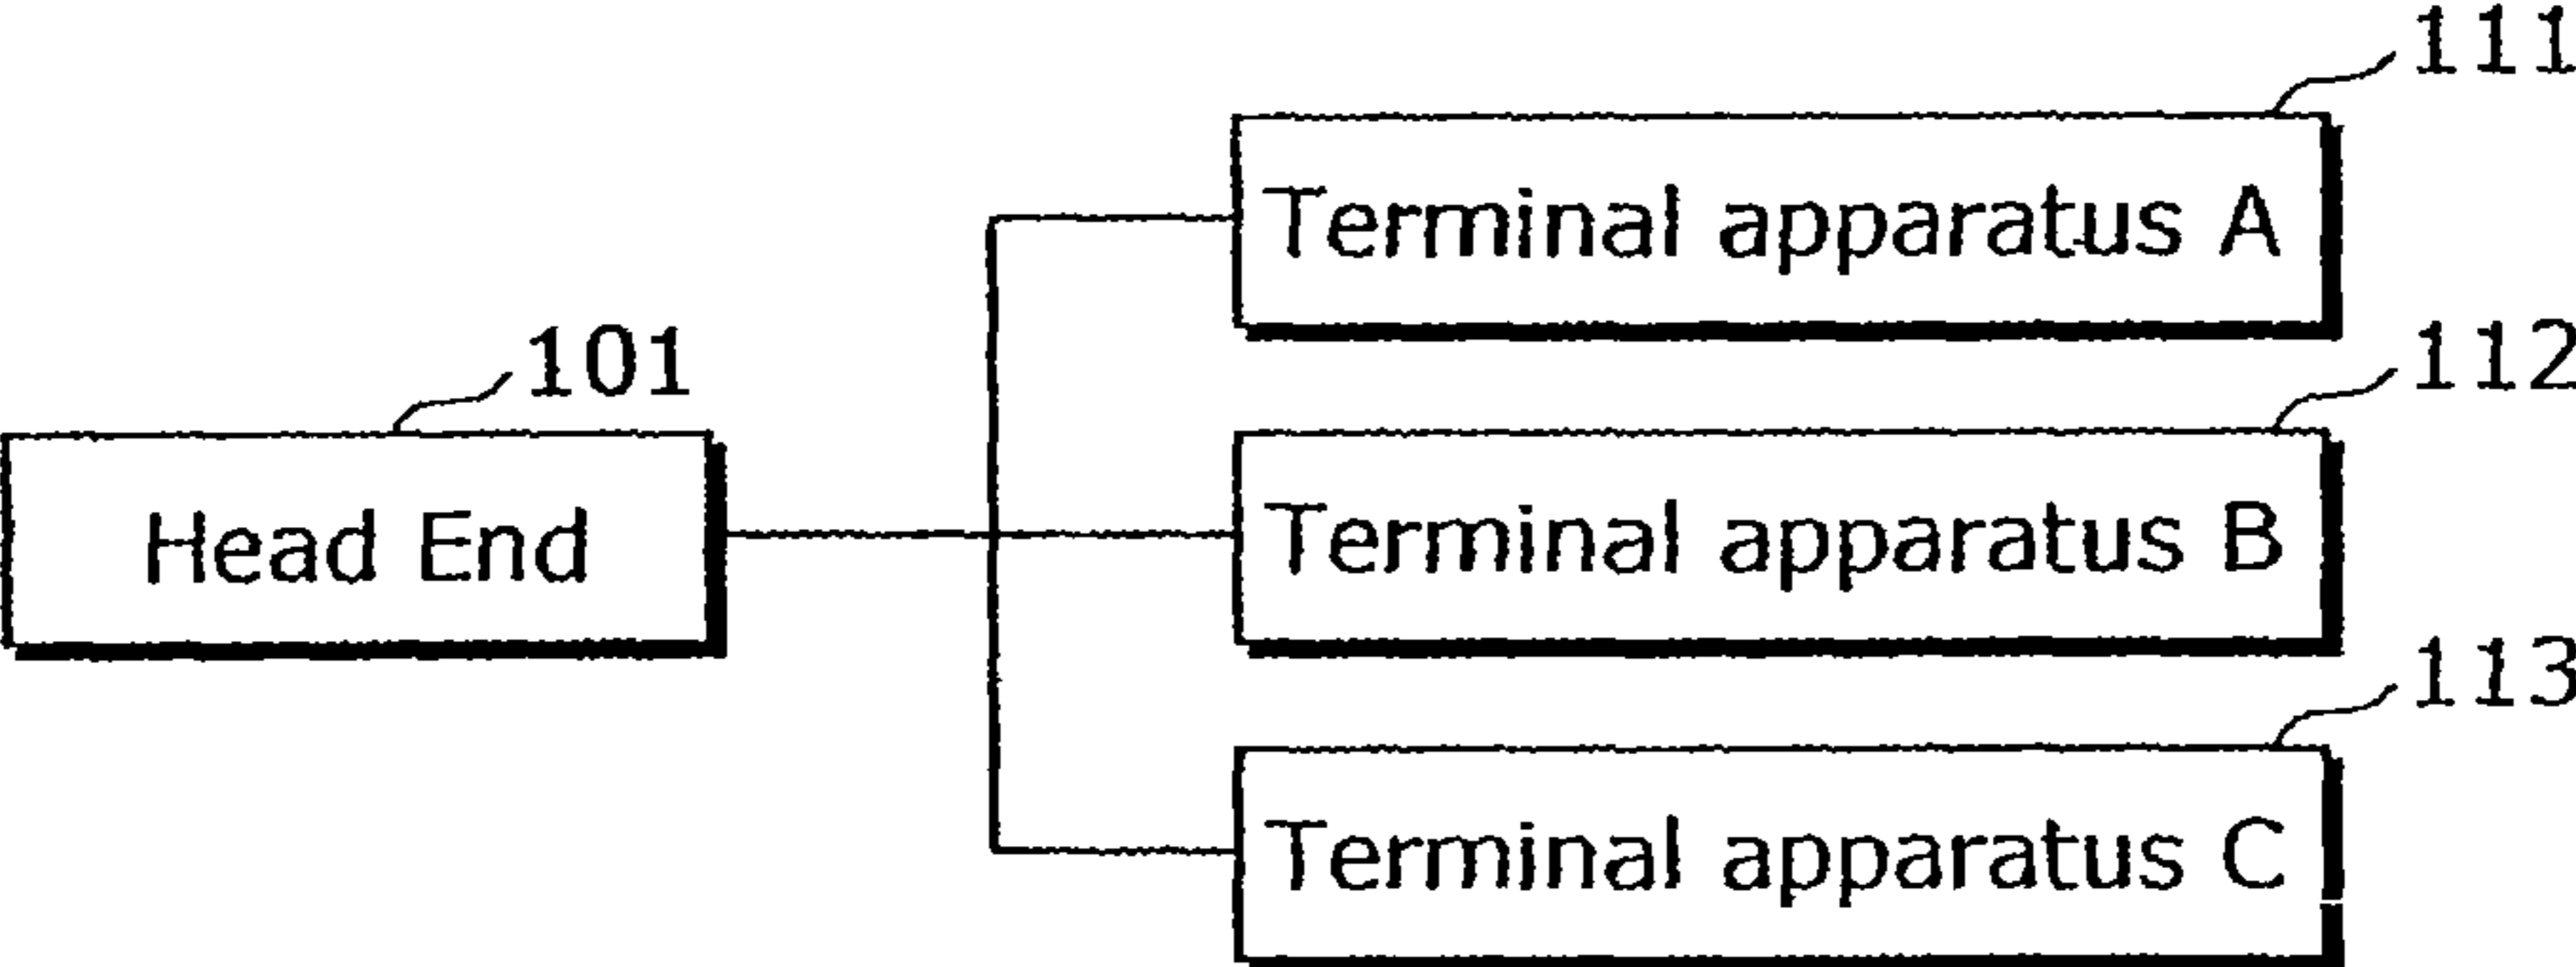 111
Terminal apparatus A
101
112
Head End
Terminal apparatus B
113
Terminal apparatus C